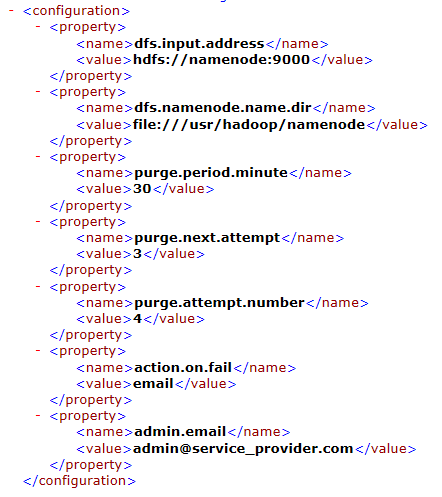 - <configuration>
- <property>
<name>dfs.input.address</name>
<value>hdfs://namenode:9000</value>
</property>
- <property>
<name>dfs.namenode.name.dir</name>
<value>file:///usr/hadoop/namenode</value>
</property>
- <property>
<name>purge.period.minute</name>
<value>30</value>
</property>
- <property>
<name>purge.next.attempt</name>
<value>3</value>
</property>
- <property>
<name>purge.attempt.number</name>
<value>4</value>
</property>
- <property>
<name>action.on.fail</name>
<value>email</value>
</property>
- <property>
<name>admin.email</name>
<value>admin@service_provider.com</value>
</property>
</configuration>